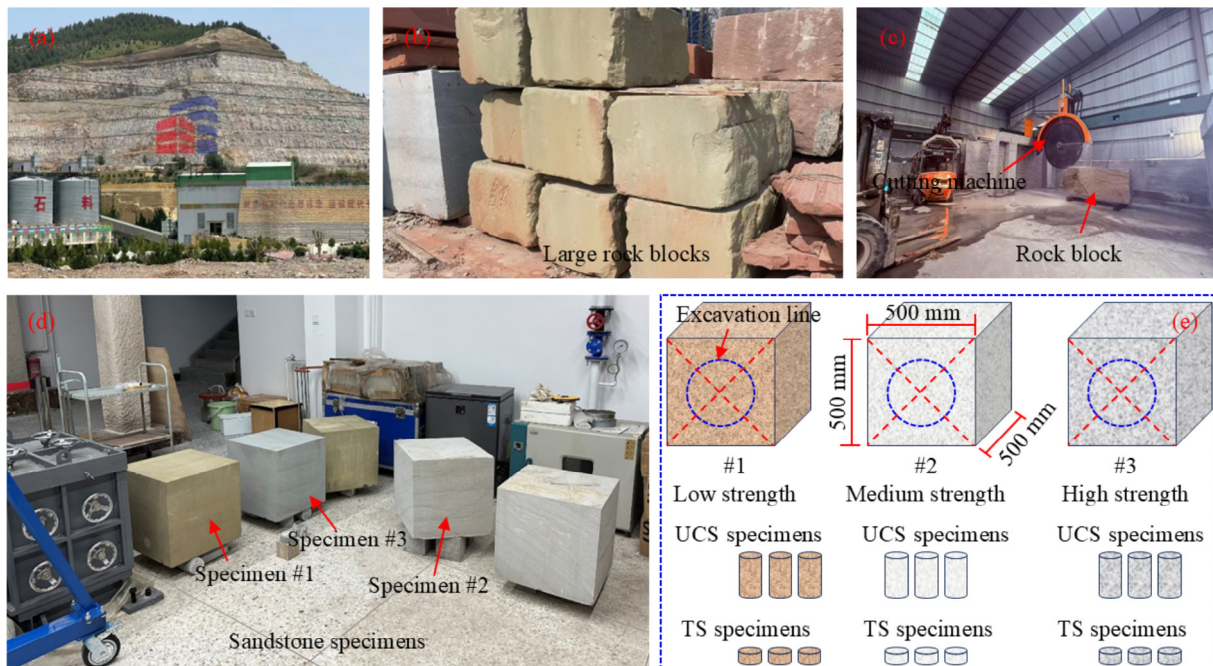 (a)
石料
(b)
Large rock blocks
(c)
Cutting machine
Rock block
(d)
Specimen #3
Specimen #1
Specimen #2
Sandstone specimens
(e)
Excavation line
500 mm
500 mm
500 mm
#1
#2
#3
Low strength
Medium strength
High strength
UCS specimens
UCS specimens
UCS specimens
TS specimens
TS specimens
TS specimens